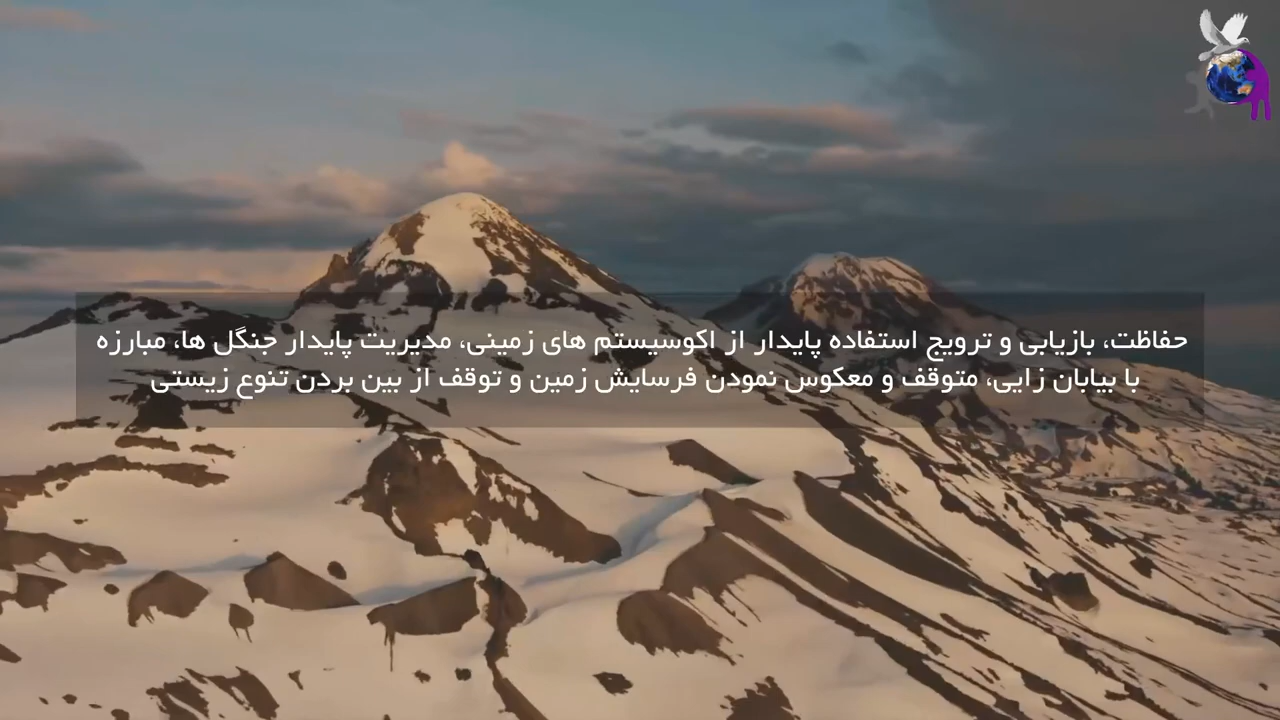 حفاظت، بازیابی و ترویج استفاده پایدار از اکوسیستم های زمینی، مدیریت پایدار جنگل ها، مبارزه
با بیابان زایی، متوقف و معکوس نمودن فرسایش زمین و توقف از بین بردن تنوع زیستی